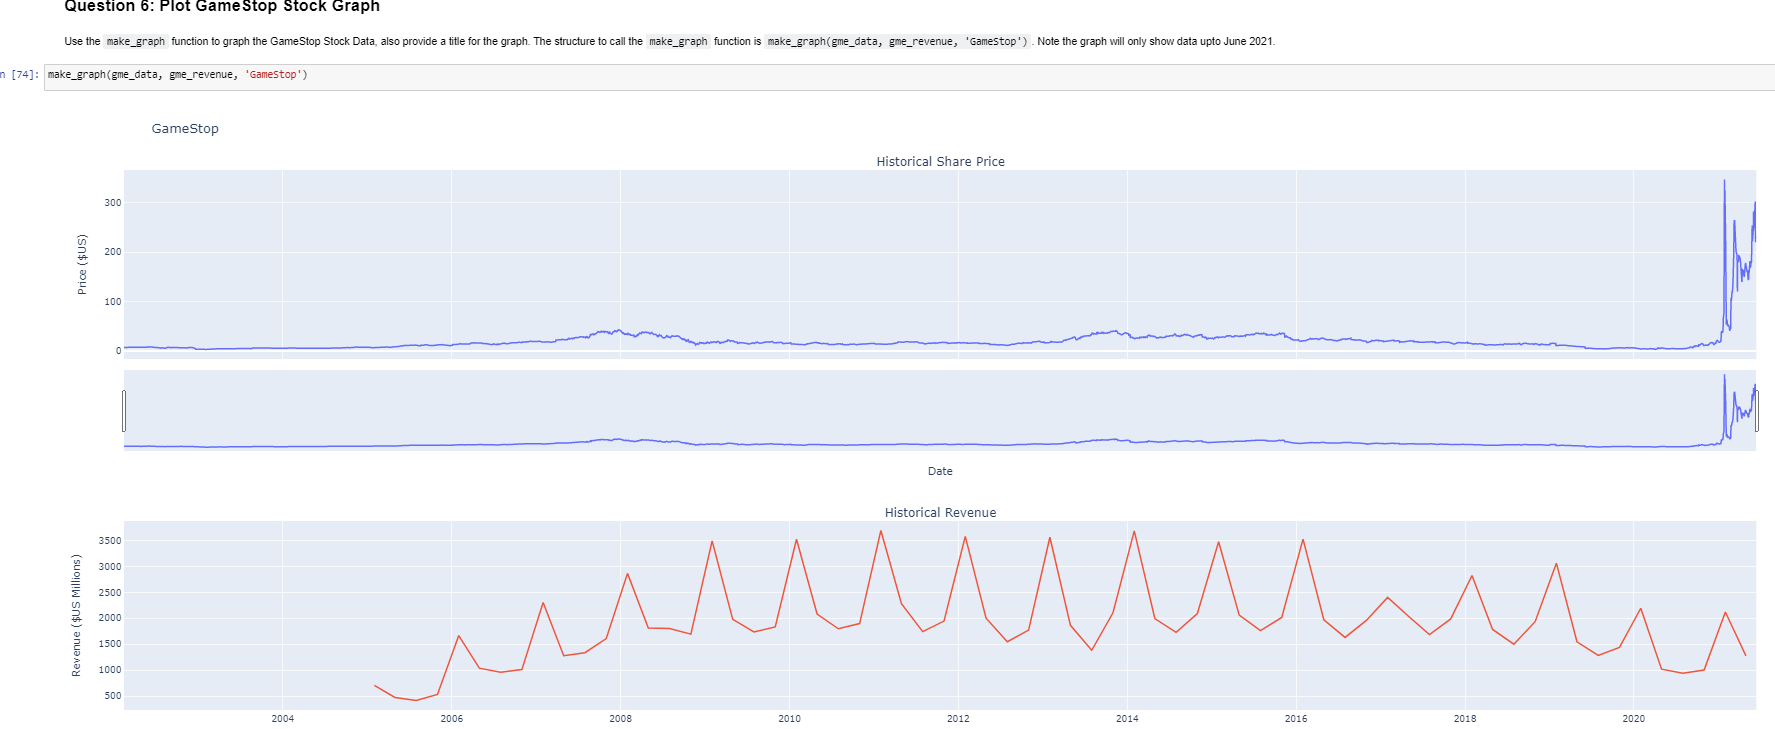 Question 6: Plot GameStop Stock Graph
Use the make_graph function to graph the GameStop Stock Data, also provide a title for the graph. The structure to call the make_graph function is make_graph(gme_data, gme_revenue, 'GameStop') . Note the graph will only show data upto June 2021.
n [74]: make_graph(gme_data, gme_revenue, 'GameStop')
GameStop
Historical Share Price
Price ($US)
300
200
100
0
Date
Historical Revenue
Revenue ($US Millions)
3500
3000
2500
2000
1500
1000
500
2004 2006 2008 2010 2012 2014 2016 2018 2020